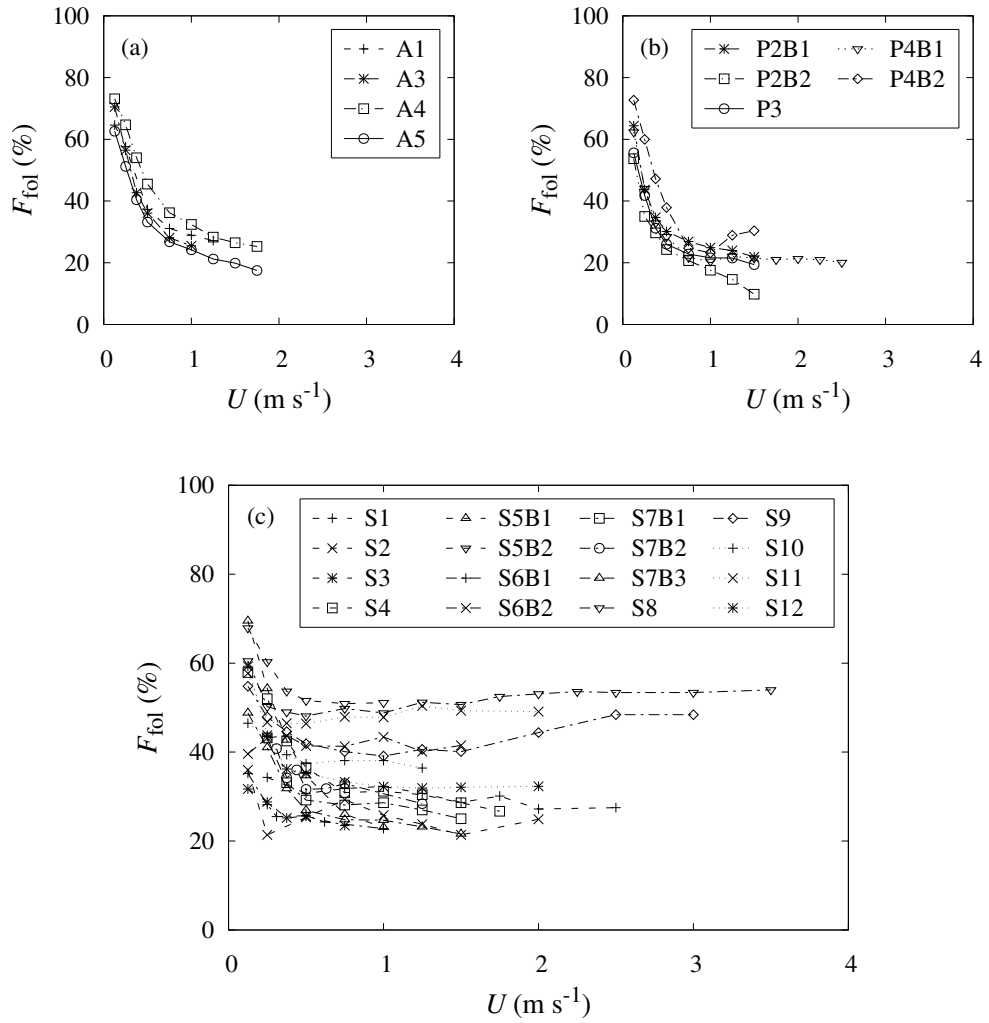 100
80
60
40
20
0
F_fol (%)
(a)
A1
A3
A4
A5
0 1 2 3 4
U (m s⁻¹)
100
80
60
40
20
0
F_fol (%)
(b)
P2B1 P4B1
P2B2 P4B2
P3
0 1 2 3 4
U (m s⁻¹)
100
80
60
40
20
0
F_fol (%)
(c)
S1 S5B1 S7B1 S9
S2 S5B2 S7B2 S10
S3 S6B1 S7B3 S11
S4 S6B2 S8 S12
0 1 2 3 4
U (m s⁻¹)